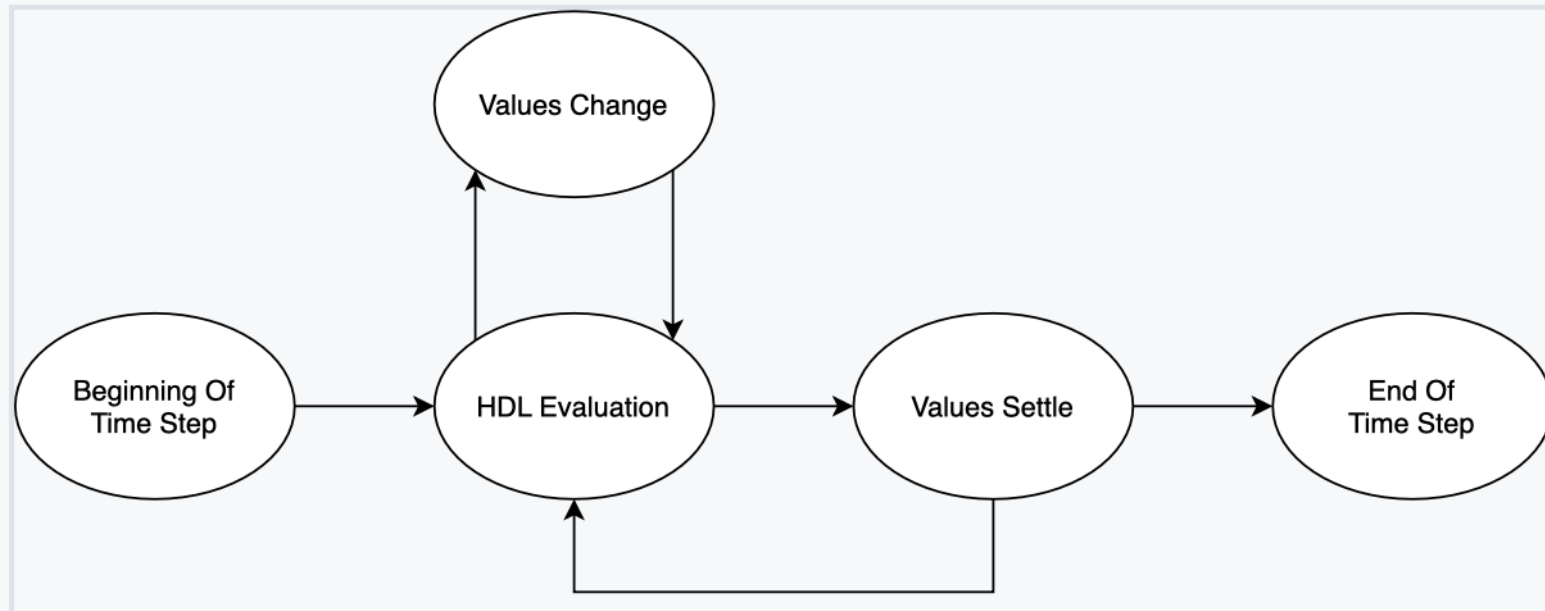 Values Change
Beginning Of
Time Step
HDL Evaluation
Values Settle
End Of
Time Step